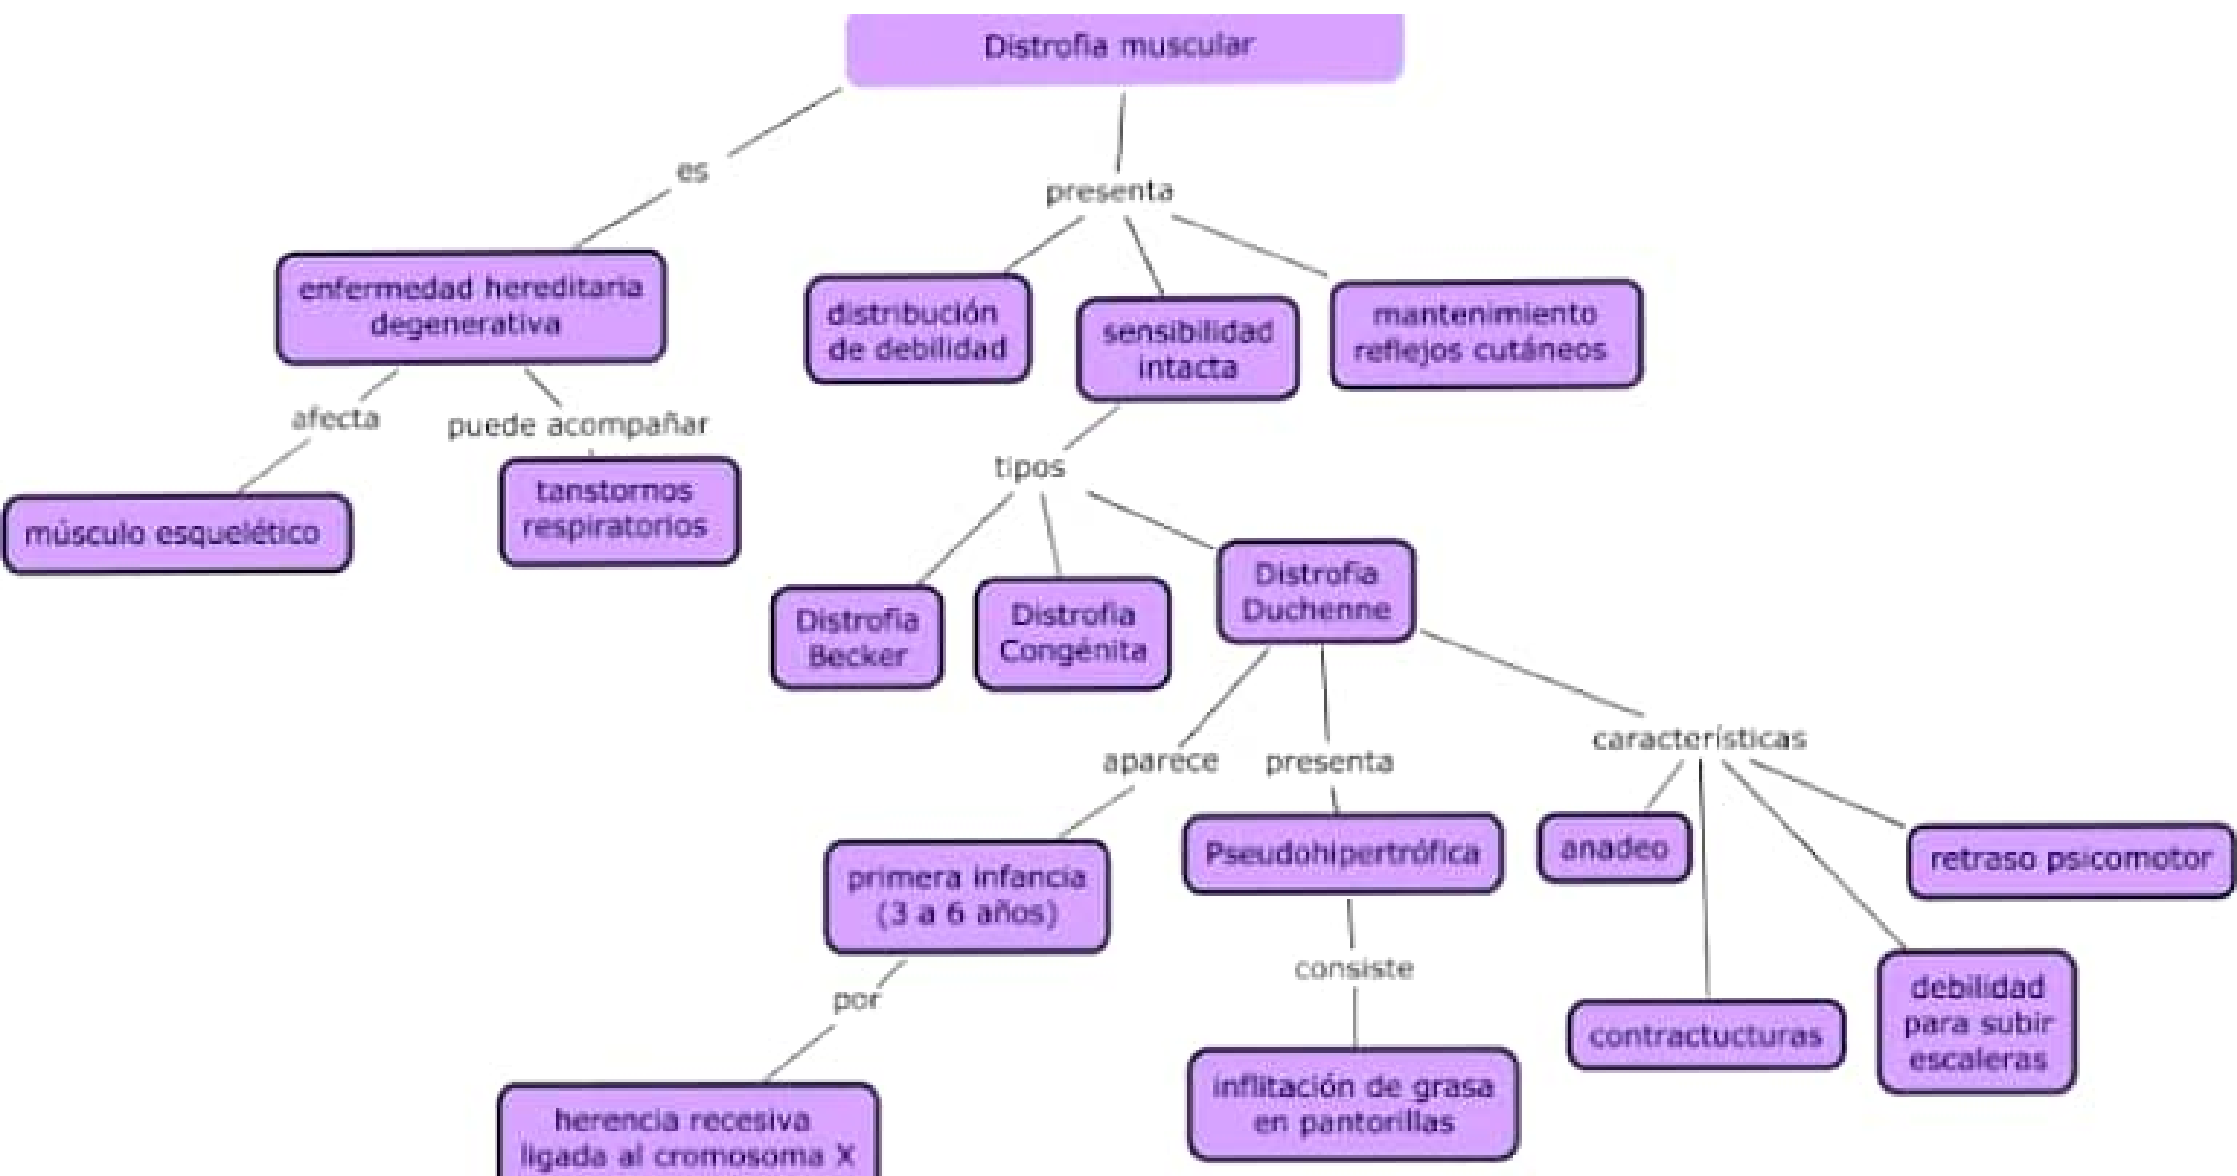 Distrofia muscular
es
presenta
enfermedad hereditaria
degenerativa
distribución
de debilidad
sensibilidad
intacta
mantenimiento
reflejos cutáneos
afecta
puede acompañar
tipos
músculo esquelético
tanstornos
respiratorios
Distrofia
Becker
Distrofia
Congénita
Distrofia
Duchenne
aparece
presenta
características
primera infancia
(3 a 6 años)
Pseudohipertrófica
anadeo
retraso psicomotor
por
consiste
contractucturas
debilidad
para subir
escaleras
herencia recesiva
ligada al cromosoma X
inflitación de grasa
en pantorillas